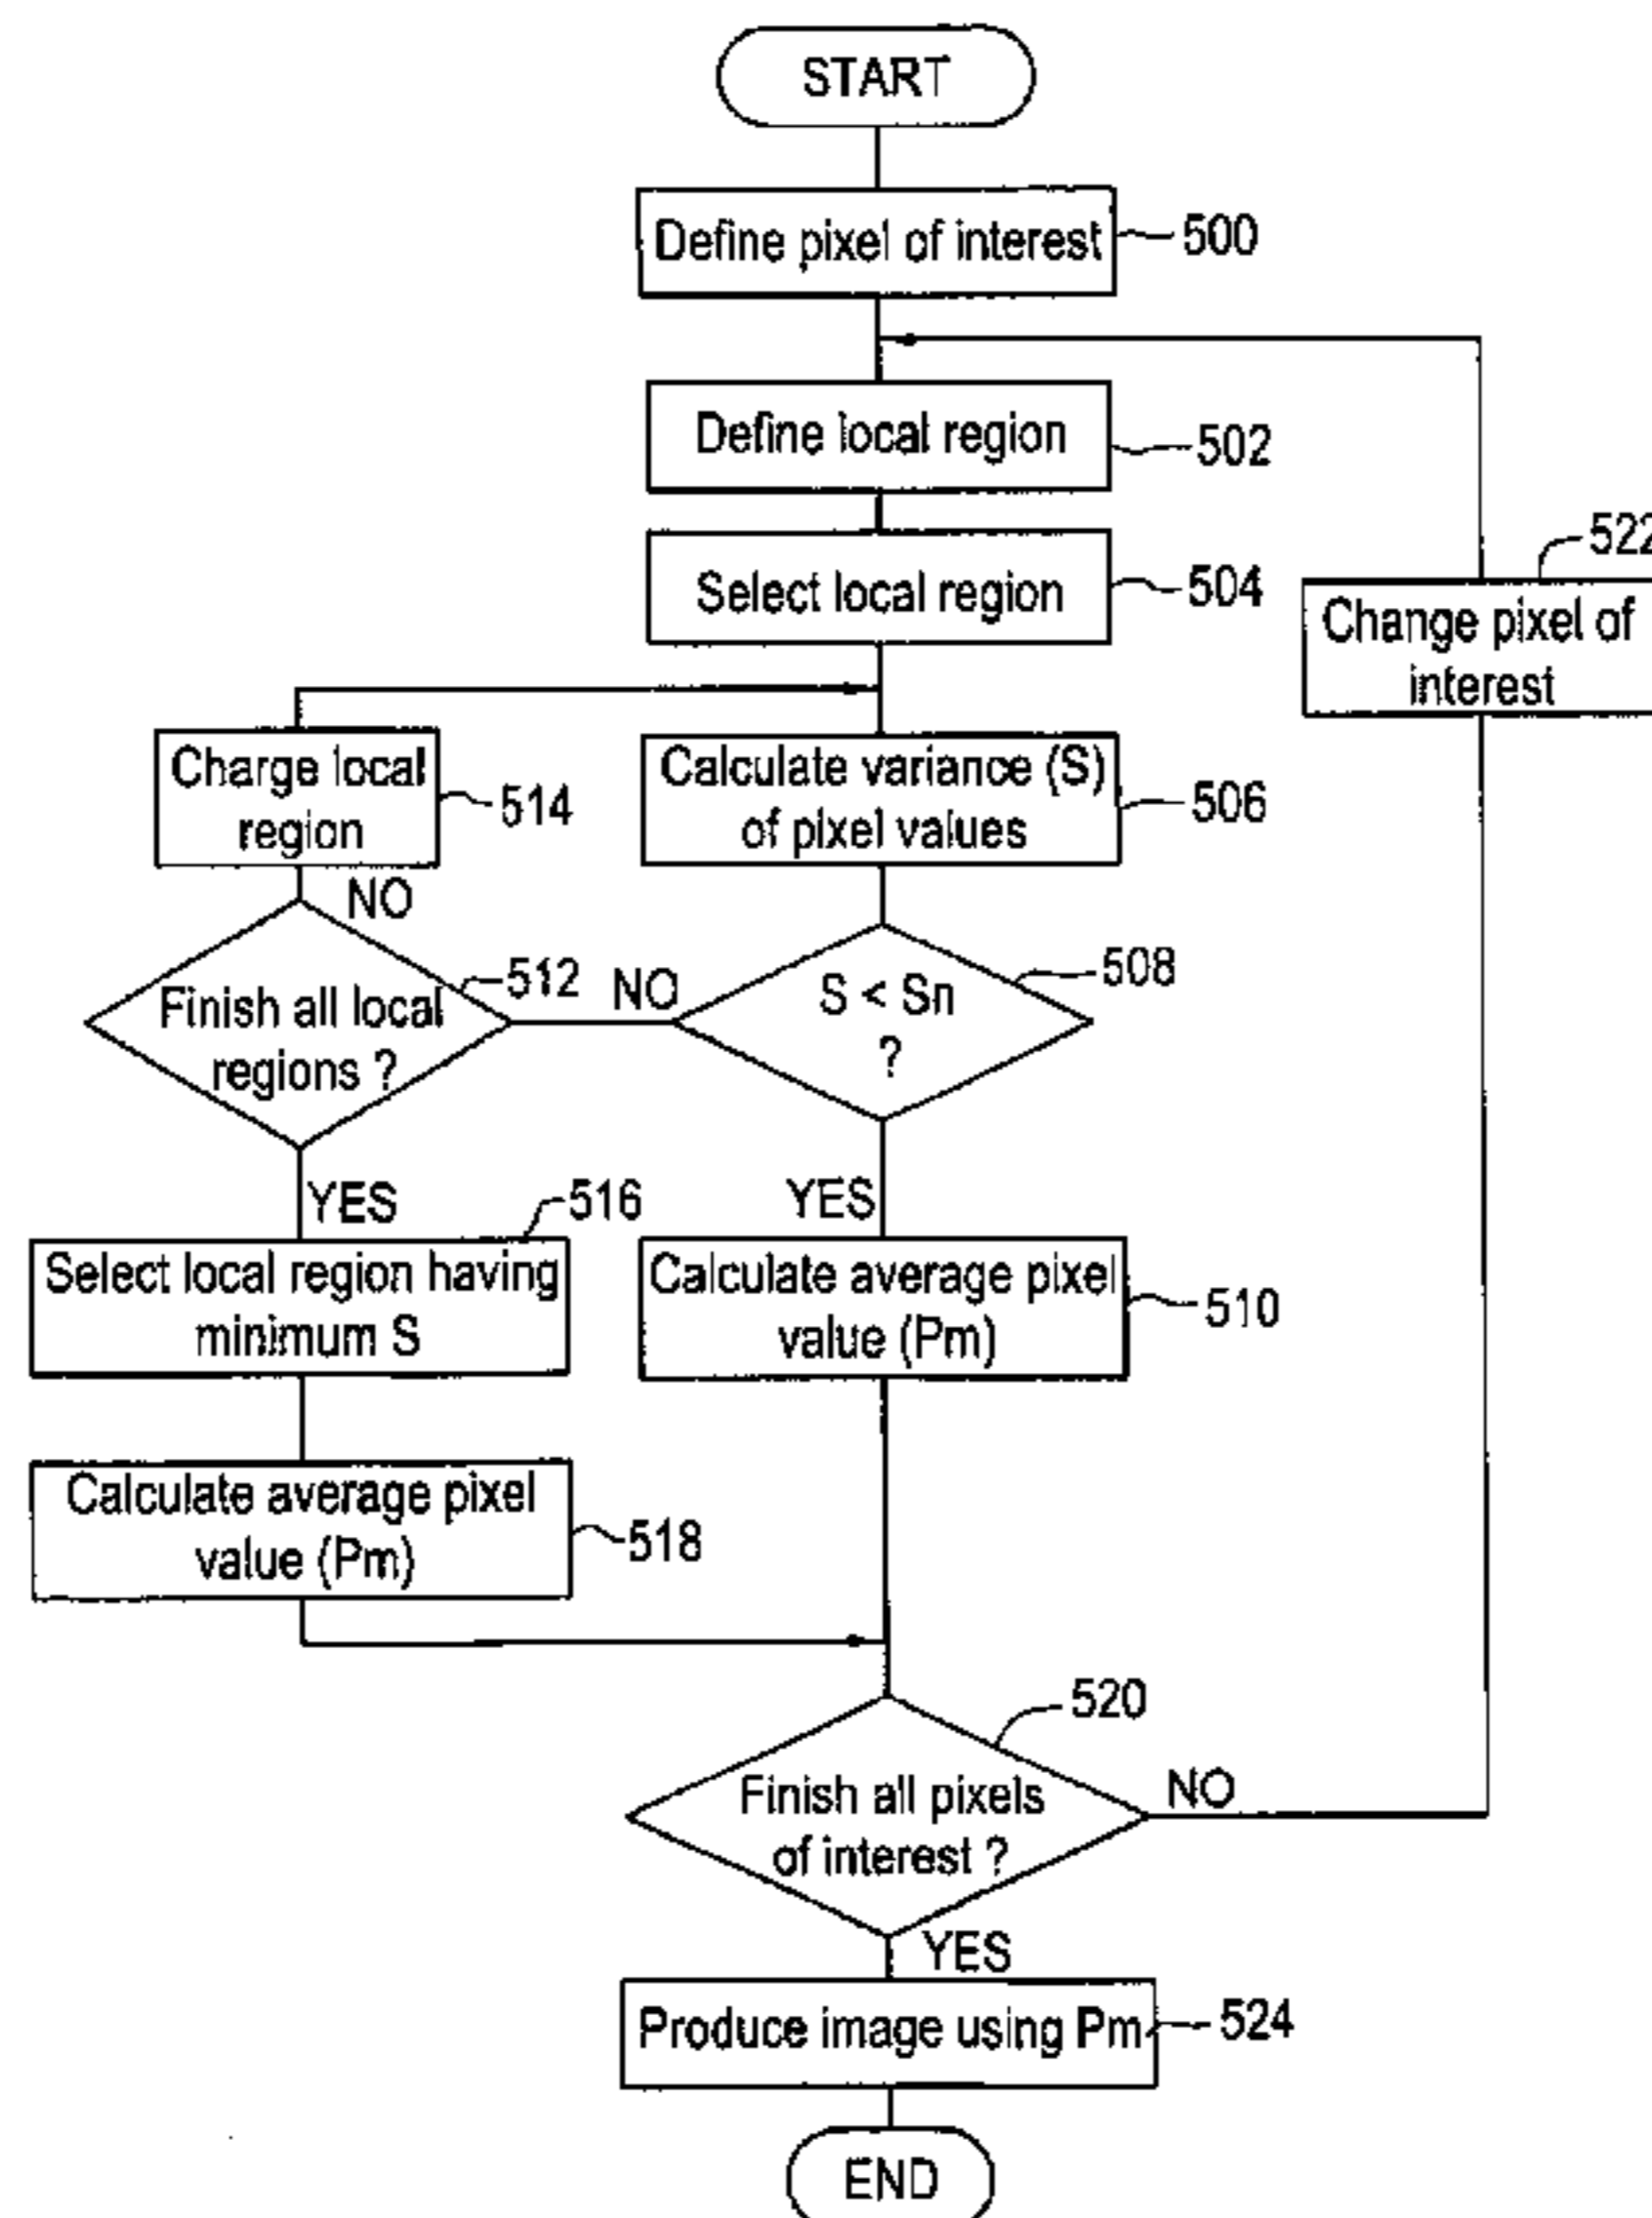 START
Define pixel of interest
500
Define local region
502
Select local region
504
522
Change pixel of
interest
Charge local
region
514
Calculate variance (S)
of pixel values
506
NO
Finish all local
regions ?
512
NO
S < Sn
?
508
YES
516
YES
Select local region having
minimum S
Calculate average pixel
value (Pm)
510
Calculate average pixel
value (Pm)
518
520
Finish all pixels
of interest ?
NO
YES
Produce image using Pm
524
END